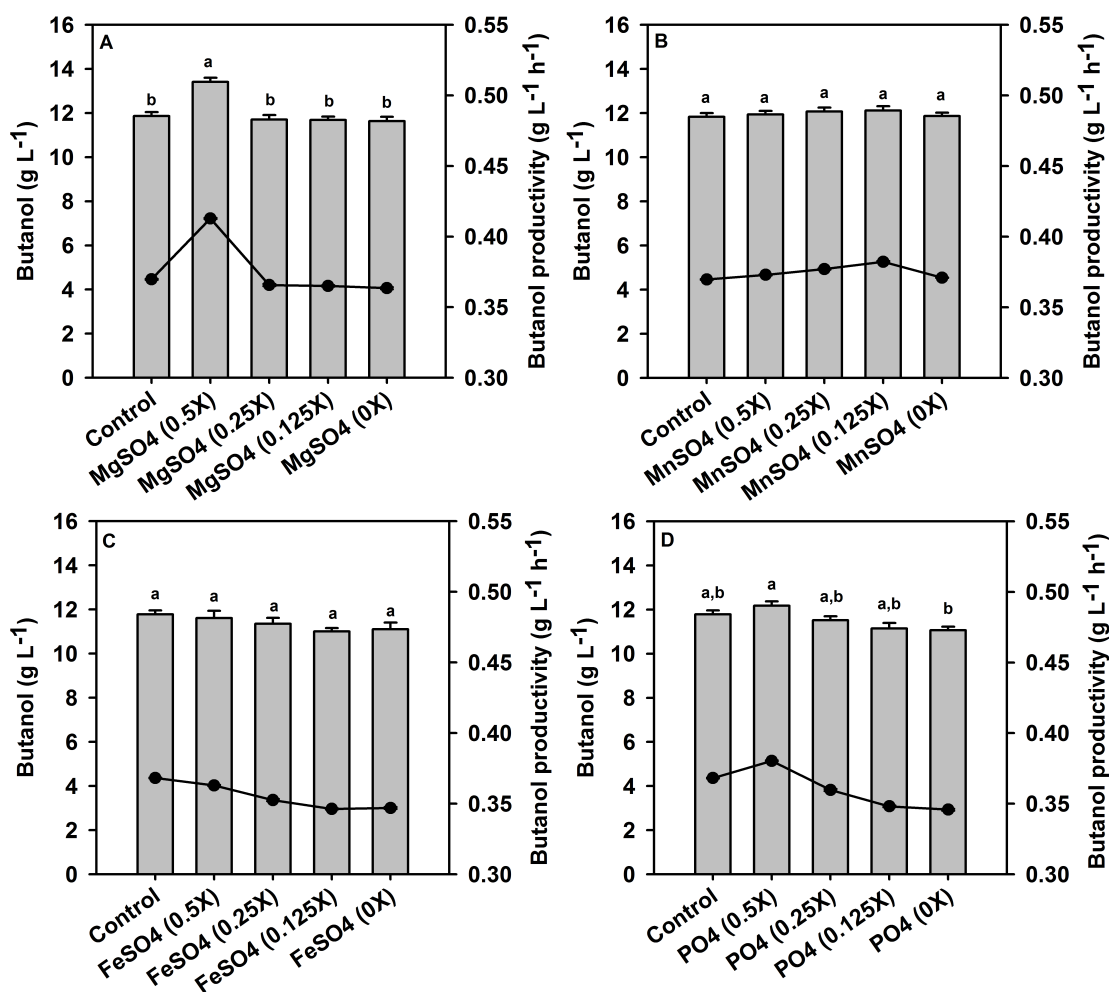 A
Butanol (g L-1)
16
14
12
10
8
6
4
2
0
b
a
b
b
b
0.55
0.50
0.45
0.40
0.35
0.30
Butanol productivity (g L-1 h-1)
Control
MgSO4 (0.5X)
MgSO4 (0.25X)
MgSO4 (0.125X)
MgSO4 (0X)
B
Butanol (g L-1)
16
14
12
10
8
6
4
2
0
a
a
a
a
a
0.55
0.50
0.45
0.40
0.35
0.30
Butanol productivity (g L-1 h-1)
Control
MnSO4 (0.5X)
MnSO4 (0.25X)
MnSO4 (0.125X)
MnSO4 (0X)
C
Butanol (g L-1)
16
14
12
10
8
6
4
2
0
a
a
a
a
a
0.55
0.50
0.45
0.40
0.35
0.30
Butanol productivity (g L-1 h-1)
Control
FeSO4 (0.5X)
FeSO4 (0.25X)
FeSO4 (0.125X)
FeSO4 (0X)
D
Butanol (g L-1)
16
14
12
10
8
6
4
2
0
a,b
a
a,b
a,b
b
0.55
0.50
0.45
0.40
0.35
0.30
Butanol productivity (g L-1 h-1)
Control
PO4 (0.5X)
PO4 (0.25X)
PO4 (0.125X)
PO4 (0X)